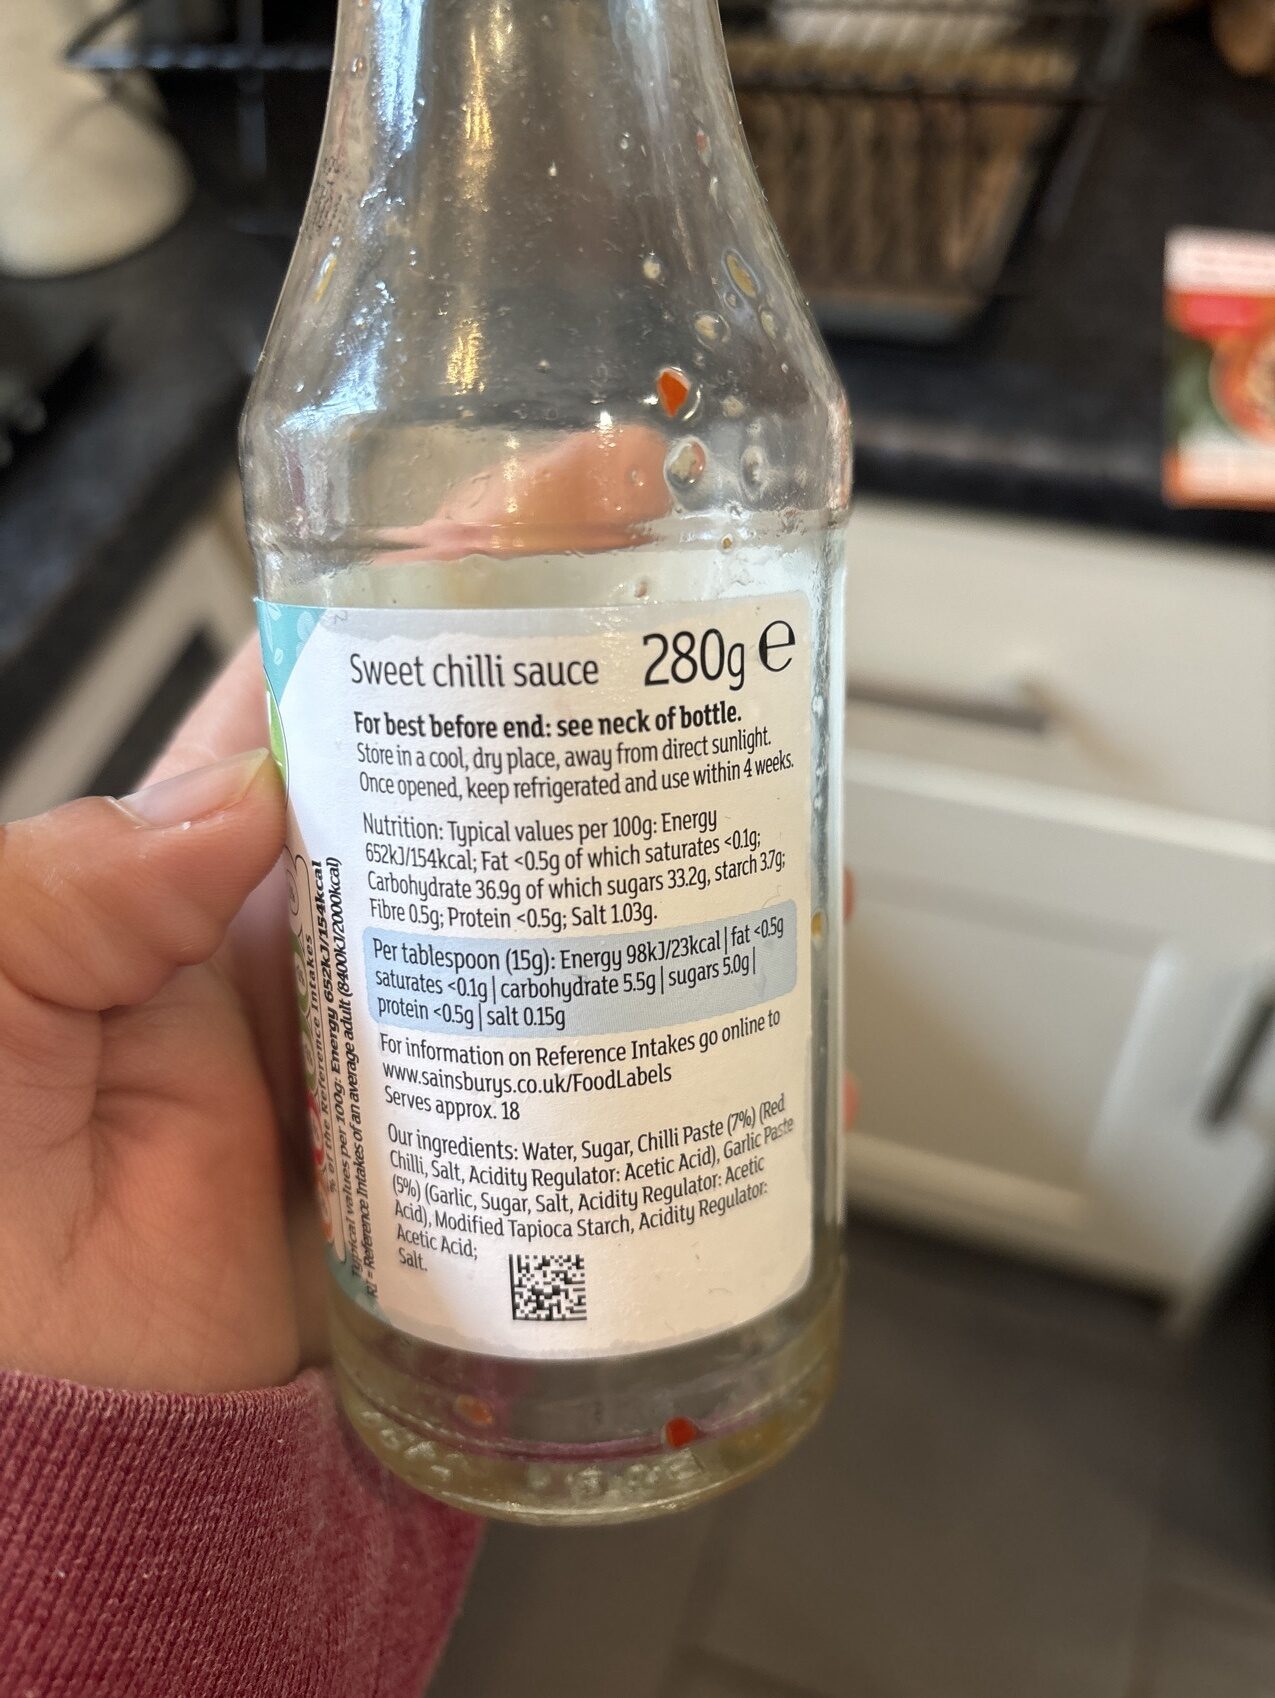 Sweet chilli sauce 280g e
For best before end: see neck of bottle.
Store in a cool, dry place, away from direct sunlight.
Once opened, keep refrigerated and use within 4 weeks.
Nutrition: Typical values per 100g: Energy
652kJ/154kcal; Fat <0.5g of which saturates <0.1g;
Carbohydrate 36.9g of which sugars 33.2g, starch 3.7g;
Fibre 0.5g; Protein <0.5g; Salt 1.03g.
Per tablespoon (15g): Energy 98kJ/23kcal | fat <0.5g
saturates <0.1g | carbohydrate 5.5g | sugars 5.0g |
protein <0.5g | salt 0.15g
For information on Reference Intakes go online to
www.sainsburys.co.uk/FoodLabels
Serves approx. 18
Our ingredients: Water, Sugar, Chilli Paste (7%) (Red
Chilli, Salt, Acidity Regulator: Acetic Acid), Garlic Paste
(5%) (Garlic, Sugar, Salt, Acidity Regulator: Acetic
Acid), Modified Tapioca Starch, Acidity Regulator:
Acetic Acid;
Salt.
% of the Reference Intakes
Typical values per 100g: Energy 652kJ/154kcal
RI = Reference Intakes of an average adult (8400kJ/2000kcal)